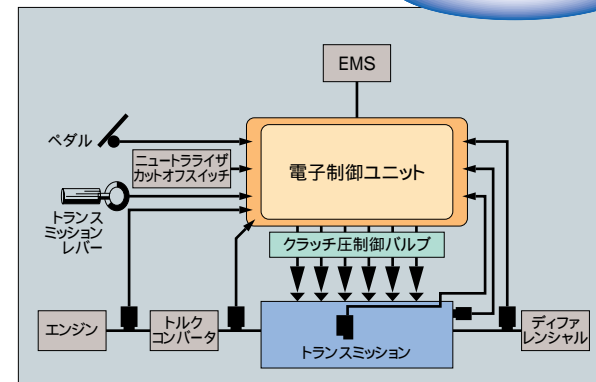 EMS
ペダル
ニュートラライザ
カットオフスイッチ
電子制御ユニット
トランス
ミッション
レバー
クラッチ圧制御バルブ
エンジン
トルク
コンバータ
トランスミッション
ディファ
レンシャル